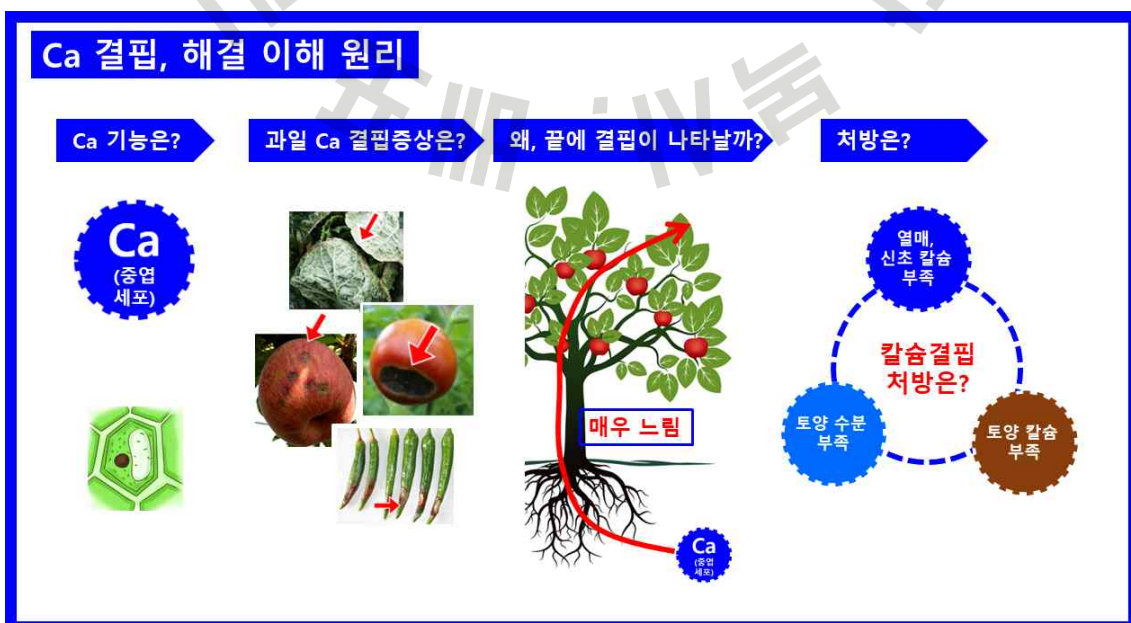 Ca 결핍, 해결 이해 원리
Ca 기능은?
과일 Ca 결핍증상은?
왜, 끝에 결핍이 나타날까?
처방은?
Ca
(중엽
세포)
매우 느림
Ca
(중엽
세포)
열매,
신초 칼슘
부족
칼슘결핍
처방은?
토양 수분
부족
토양 칼슘
부족